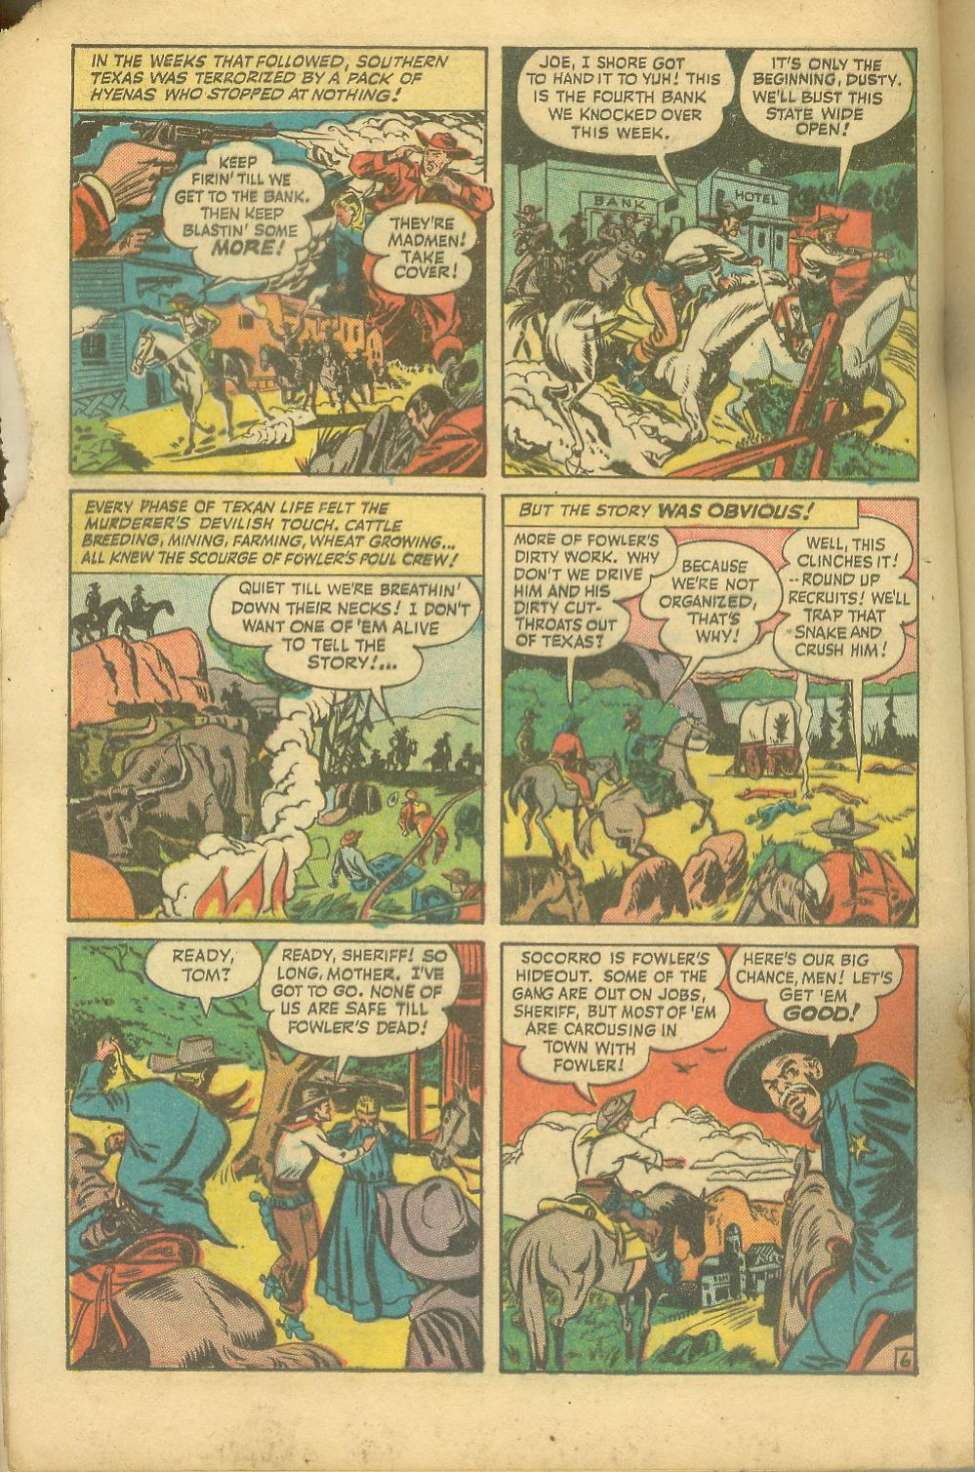 IN THE WEEKS THAT FOLLOWED, SOUTHERN
TEXAS WAS TERRORIZED BY A PACK OF
HYENAS WHO STOPPED AT NOTHING!
KEEP
FIRIN' TILL WE
GET TO THE BANK.
THEN KEEP
BLASTIN' SOME
MORE!
THEY'RE
MADMEN!
TAKE
COVER!
JOE, I SHORE GOT
TO HAND IT TO YUH! THIS
IS THE FOURTH BANK
WE KNOCKED OVER
THIS WEEK.
IT'S ONLY THE
BEGINNING, DUSTY.
WE'LL BUST THIS
STATE WIDE
OPEN!
BANK
HOTEL
EVERY PHASE OF TEXAN LIFE FELT THE
MURDERER'S DEVILISH TOUCH. CATTLE
BREEDING, MINING, FARMING, WHEAT GROWING...
ALL KNEW THE SCOURGE OF FOWLER'S FOUL CREW!
QUIET TILL WE'RE BREATHIN'
DOWN THEIR NECKS! I DON'T
WANT ONE OF 'EM ALIVE
TO TELL THE
STORY!...
BUT THE STORY WAS OBVIOUS!
MORE OF FOWLER'S
DIRTY WORK. WHY
DON'T WE DRIVE
HIM AND HIS
DIRTY CUT-
THROATS OUT
OF TEXAS?
BECAUSE
WE'RE NOT
ORGANIZED,
THAT'S
WHY!
WELL, THIS
CLINCHES IT!
--ROUND UP
RECRUITS! WE'LL
TRAP THAT
SNAKE AND
CRUSH HIM!
READY,
TOM?
READY, SHERIFF! SO
LONG, MOTHER. I'VE
GOT TO GO. NONE OF
US ARE SAFE TILL
FOWLER'S DEAD!
SOCORRO IS FOWLER'S
HIDEOUT. SOME OF THE
GANG ARE OUT ON JOBS,
SHERIFF, BUT MOST OF 'EM
ARE CAROUSING IN
TOWN WITH
FOWLER!
HERE'S OUR BIG
CHANCE, MEN! LET'S
GET 'EM
GOOD!
6